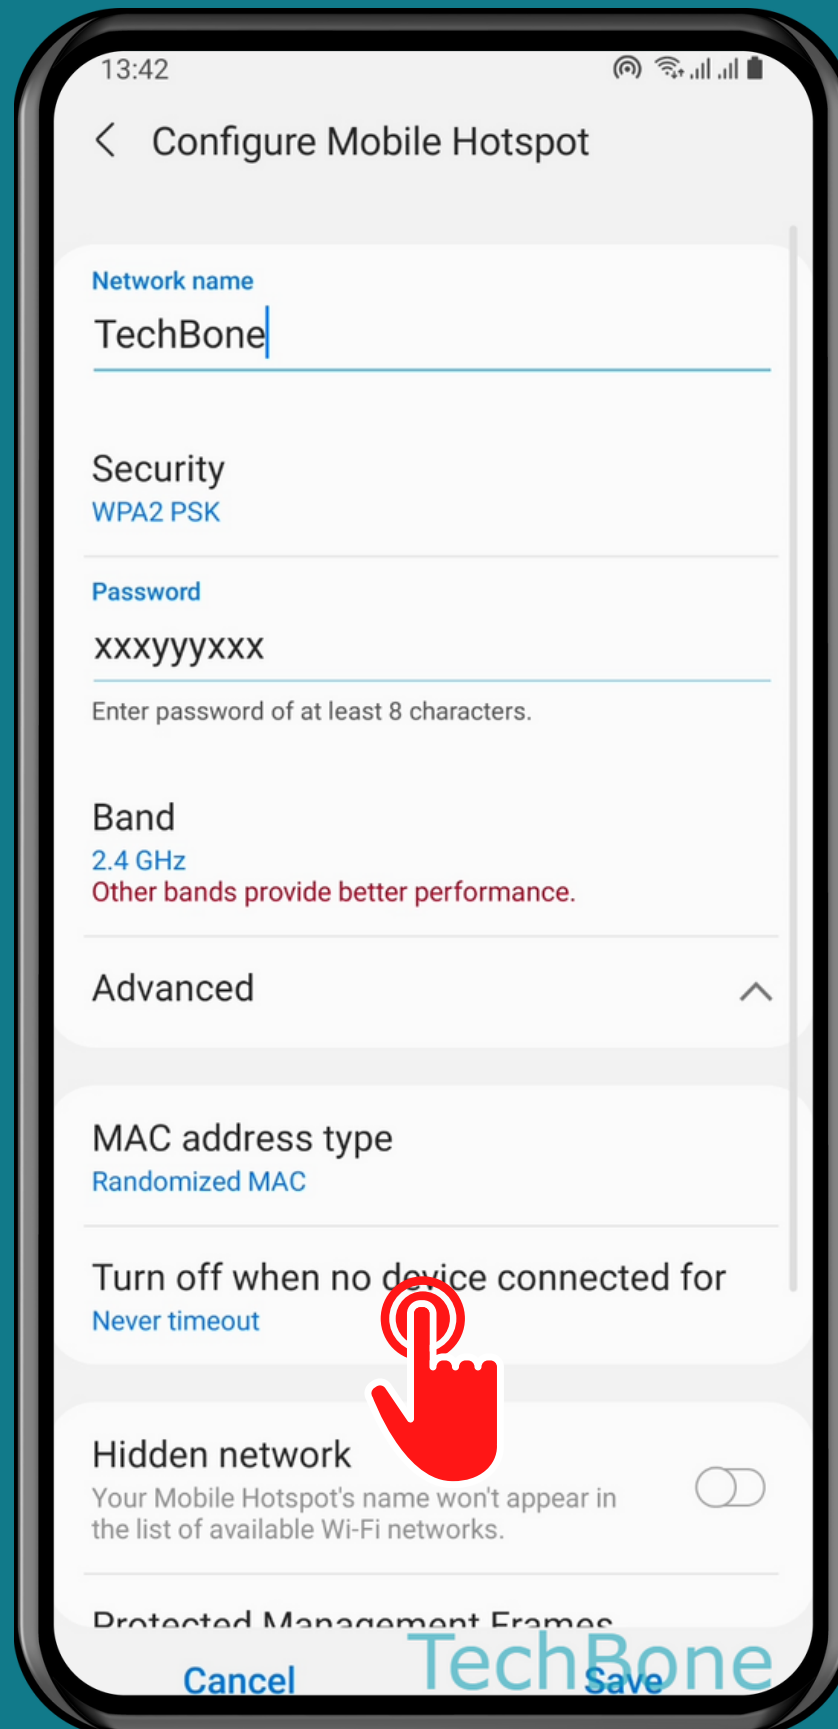 13:42
Configure Mobile Hotspot
Network name
TechBone
Security
WPA2 PSK
Password
xxxyyyxxx
Enter password of at least 8 characters.
Band
2.4 GHz
Other bands provide better performance.
Advanced
MAC address type
Randomized MAC
Turn off when no device connected for
Never timeout
Hidden network
Your Mobile Hotspot's name won't appear in
the list of available Wi-Fi networks.
Protected Management Frames
TechBone
Cancel
Save